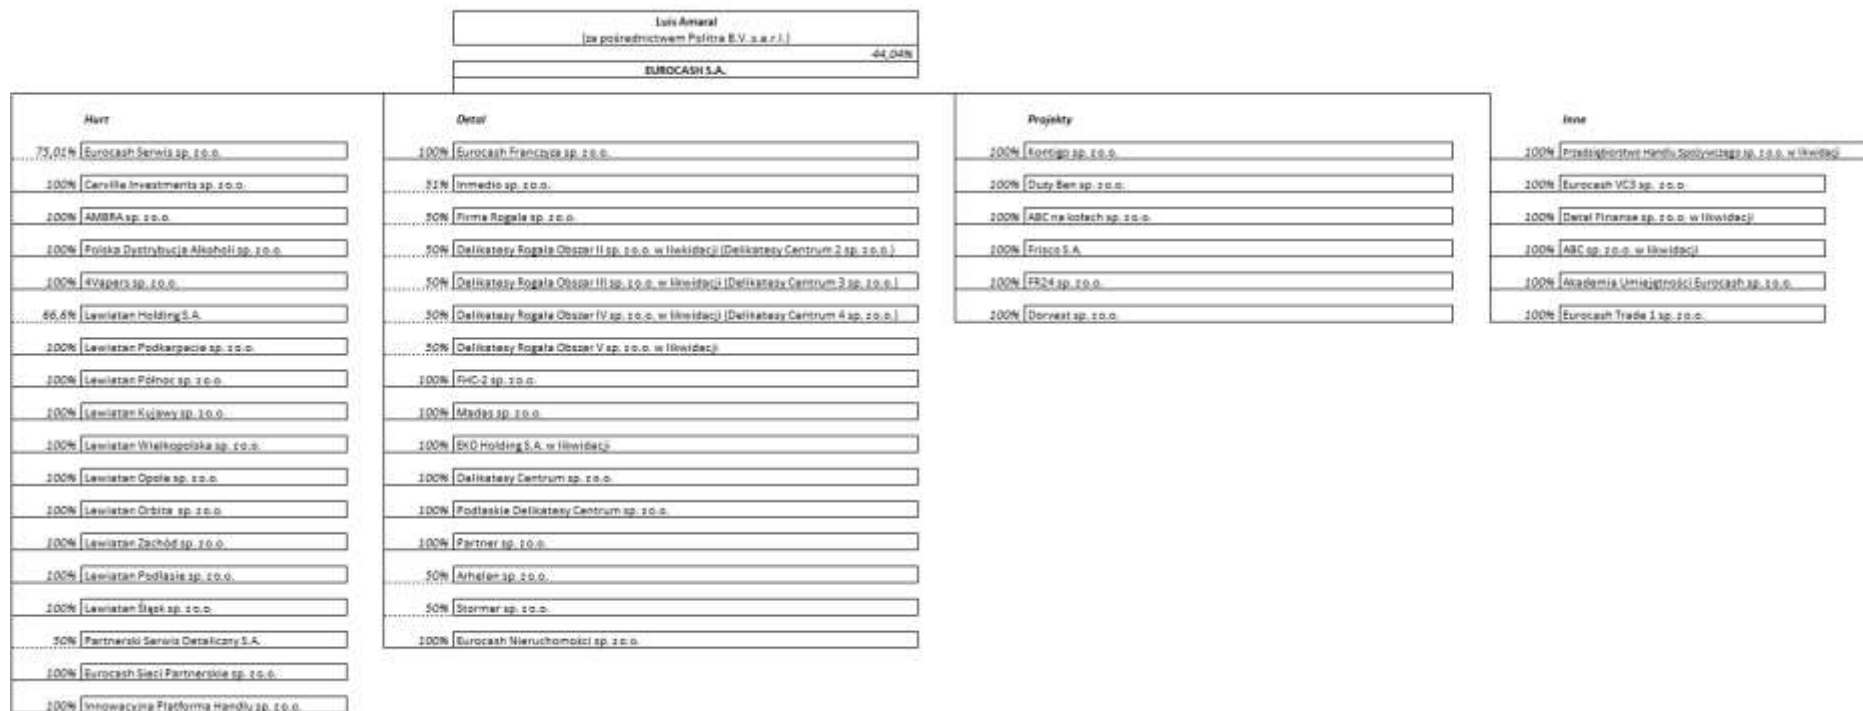 Luis Amaral
(za pośrednictwem Politra B.V. s.a.r.l.)
44,04%
EUROCASH S.A.
Hurt
75,01% Eurocash Serwis sp. z o.o.
100% Cerville Investments sp. z o.o.
100% AMBRA sp. z o.o.
100% Polska Dystrybucja Alkoholi sp. z o.o.
100% 4Vapers sp. z o.o.
66,6% Lewiatan Holding S.A.
100% Lewiatan Podkarpacie sp. z o.o.
100% Lewiatan Północ sp. z o.o.
100% Lewiatan Kujawy sp. z o.o.
100% Lewiatan Wielkopolska sp. z o.o.
100% Lewiatan Opole sp. z o.o.
100% Lewiatan Orbita sp. z o.o.
100% Lewiatan Zachód sp. z o.o.
100% Lewiatan Podlasie sp. z o.o.
100% Lewiatan Śląsk sp. z o.o.
50% Partnerski Serwis Detaliczny S.A.
100% Eurocash Sieci Partnerskie sp. z o.o.
100% Innowacyjna Platforma Handlu sp. z o.o.
Detal
100% Eurocash Franczyza sp. z o.o.
51% Inmedio sp. z o.o.
50% Firma Rogala sp. z o.o.
50% Delikatesy Rogala Obszar II sp. z o.o. w liwkidacji (Delikatesy Centrum 2 sp. z o.o.)
50% Delikatesy Rogala Obszar III sp. z o.o. w likwidacji (Delikatesy Centrum 3 sp. z o.o.)
50% Delikatesy Rogala Obszar IV sp. z o.o. w likwidacji (Delikatesy Centrum 4 sp. z o.o.)
50% Delikatesy Rogala Obszar V sp. z o.o. w likwidacji
100% FHC-2 sp. z o.o.
100% Madas sp. z o.o.
100% EKO Holding S.A. w likwidacji
100% Delikatesy Centrum sp. z o.o.
100% Podlaskie Delikatesy Centrum sp. z o.o.
100% Partner sp. z o.o.
50% Arhelan sp. z o.o.
50% Stormar sp. z o.o.
100% Eurocash Nieruchomości sp. z o.o.
Projekty
100% Kontigo sp. z o.o.
100% Duty Ben sp. z o.o.
100% ABC na kołach sp. z o.o.
100% Frisco S.A.
100% FR24 sp. z o.o.
100% Dorvest sp. z o.o.
Inne
100% Przedsiębiorstwo Handlu Spożywczego sp. z o.o. w likwidacji
100% Eurocash VC3 sp. z o.o.
100% Detal Finanse sp. z o.o. w likwidacji
100% ABC sp. z o.o. w likwidacji
100% Akademia Umiejętności Eurocash sp. z o.o.
100% Eurocash Trade 1 sp. z o.o.